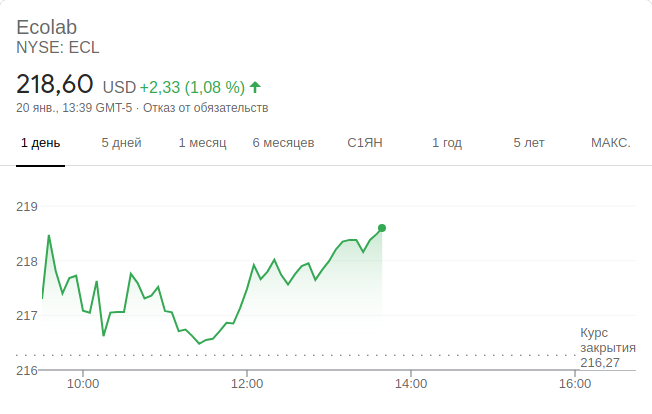 Ecolab
NYSE: ECL
218,60 USD +2,33 (1,08 %)
20 янв., 13:39 GMT-5 · Отказ от обязательств
1 день 5 дней 1 месяц 6 месяцев С1ЯН 1 год 5 лет МАКС.
219
218
217
Курс
закрытия
216,27
216
10:00 12:00 14:00 16:00